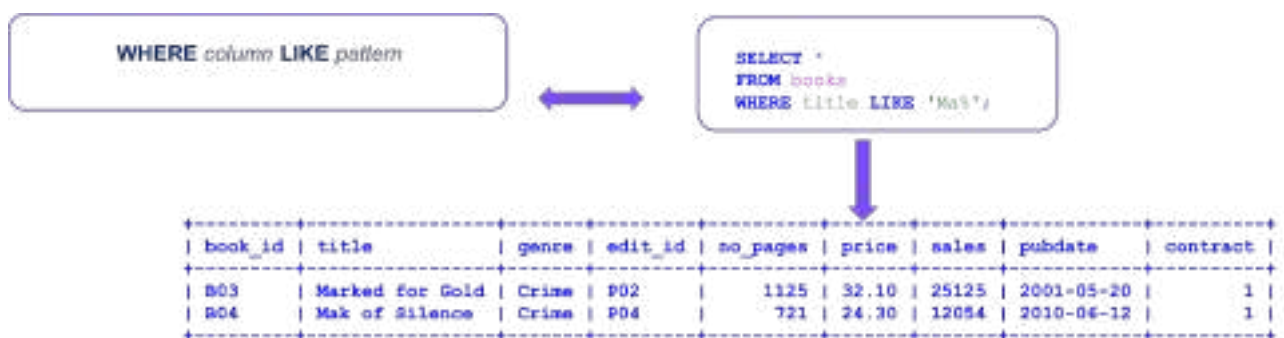 WHERE column LIKE pattern
SELECT *
FROM books
WHERE title LIKE 'Ma%';
| book_id | title | genre | edit_id | no_pages | price | sales | pubdate | contract |
| B03 | Marked for Gold | Crime | P02 | 1125 | 32.10 | 25125 | 2001-05-20 | 1 |
| B04 | Mak of Silence | Crime | P04 | 721 | 24.30 | 12054 | 2010-06-12 | 1 |